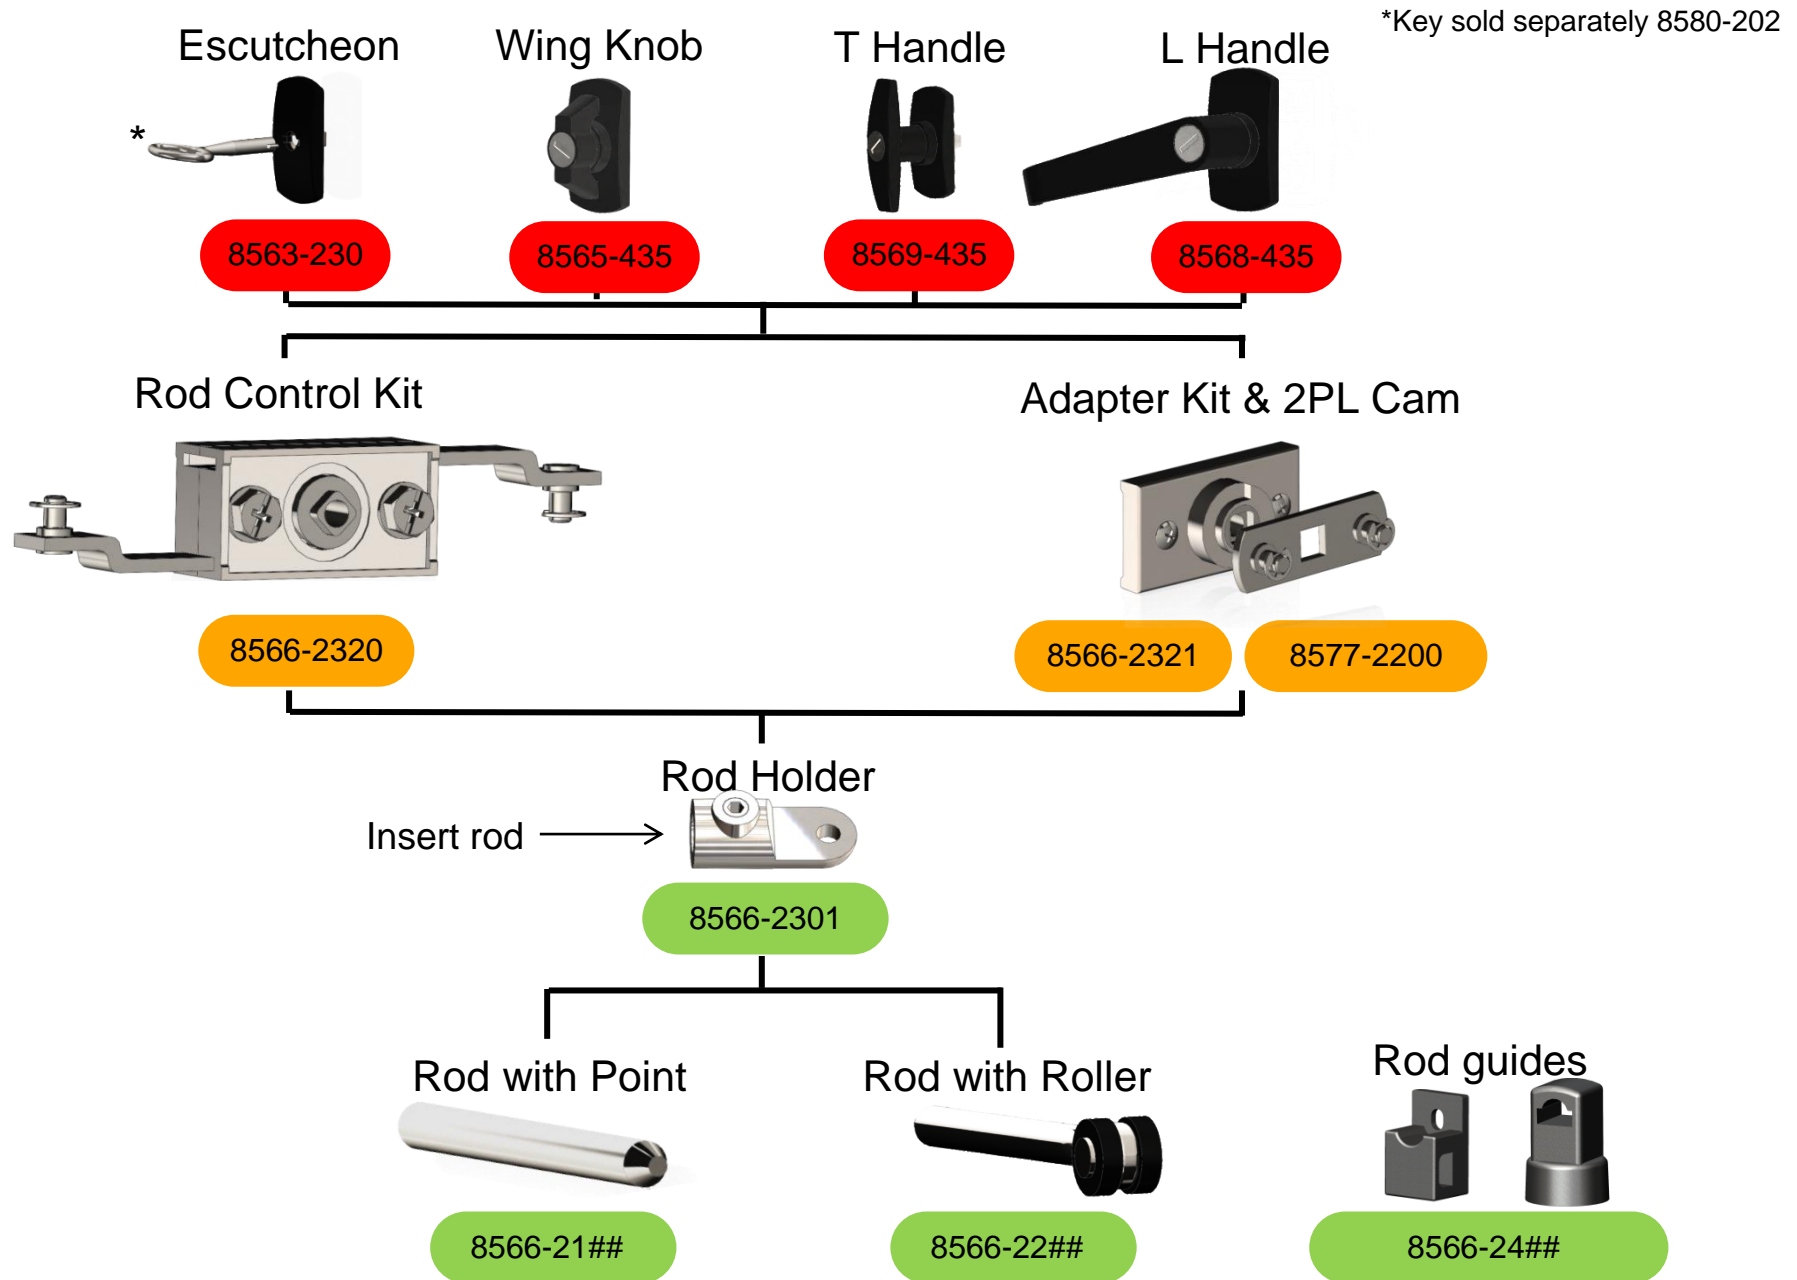 *Key sold separately 8580-202
Escutcheon
Wing Knob
T Handle
L Handle
*
8563-230
8565-435
8569-435
8568-435
Rod Control Kit
Adapter Kit & 2PL Cam
8566-2320
8566-2321
8577-2200
Rod Holder
Insert rod
8566-2301
Rod with Point
Rod with Roller
Rod guides
8566-21##
8566-22##
8566-24##